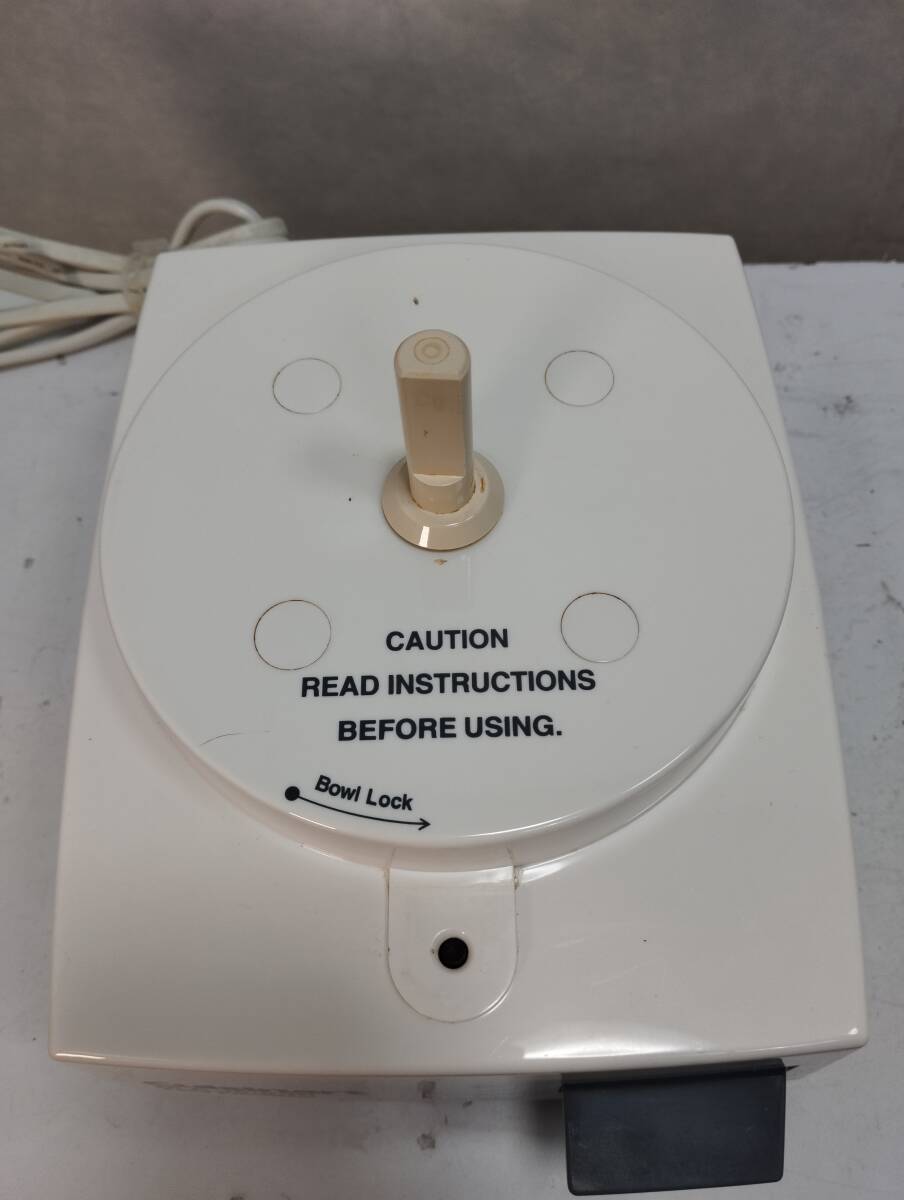 CAUTION
READ INSTRUCTIONS
BEFORE USING.
Bowl Lock